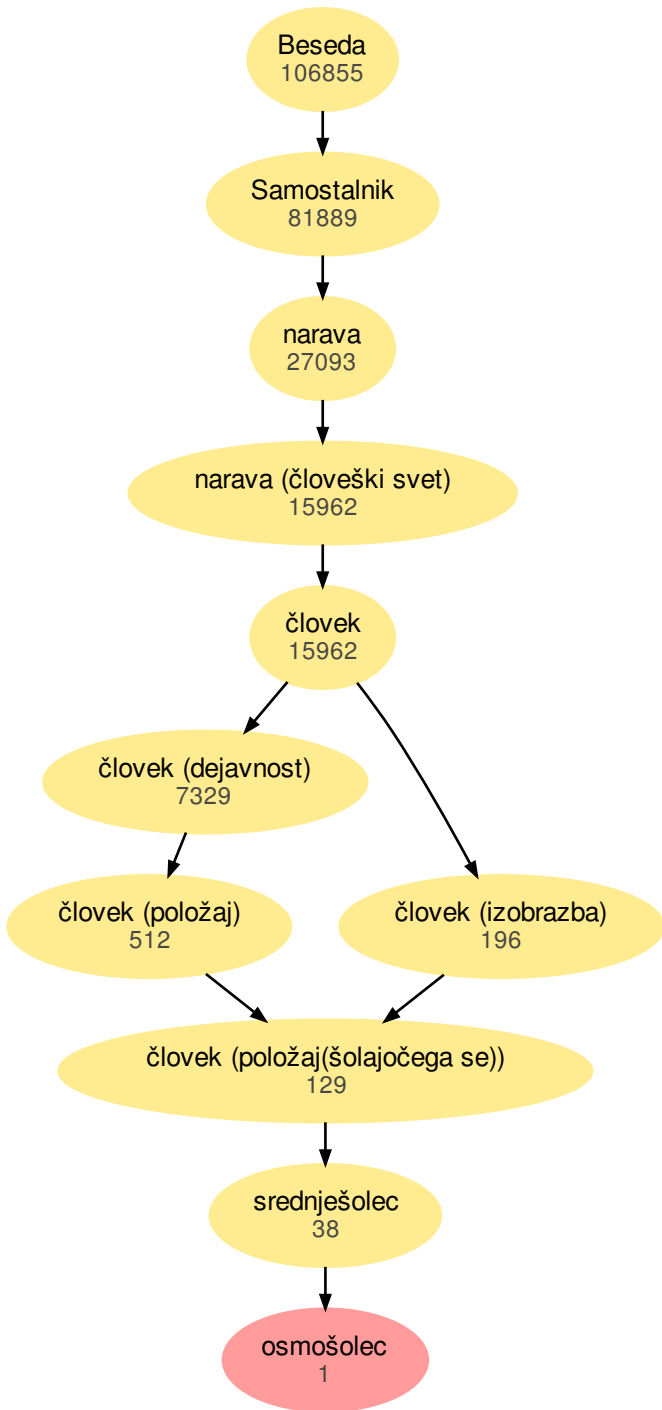 Beseda
106855
Samostalnik
81889
narava
27093
narava (človeški svet)
15962
človek
15962
človek (dejavnost)
7329
človek (položaj)
512
človek (izobrazba)
196
človek (položaj(šolajočega se))
129
srednješolec
38
osmošolec
1